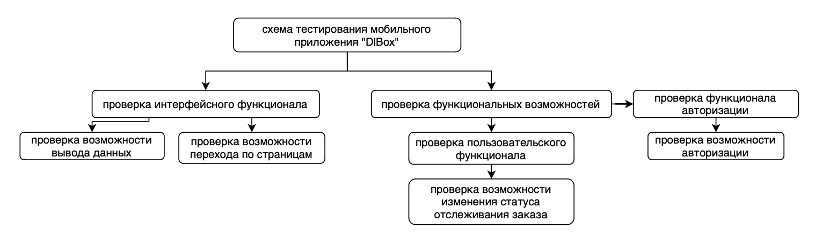 схема тестирования мобильного
приложения "DIBox"
проверка интерфейсного функционала
проверка функциональных возможностей
проверка функционала
авторизации
проверка возможности
вывода данных
проверка возможности
перехода по страницам
проверка пользовательского
функционала
проверка возможности
авторизации
проверка возможности
изменения статуса
отслеживания заказа